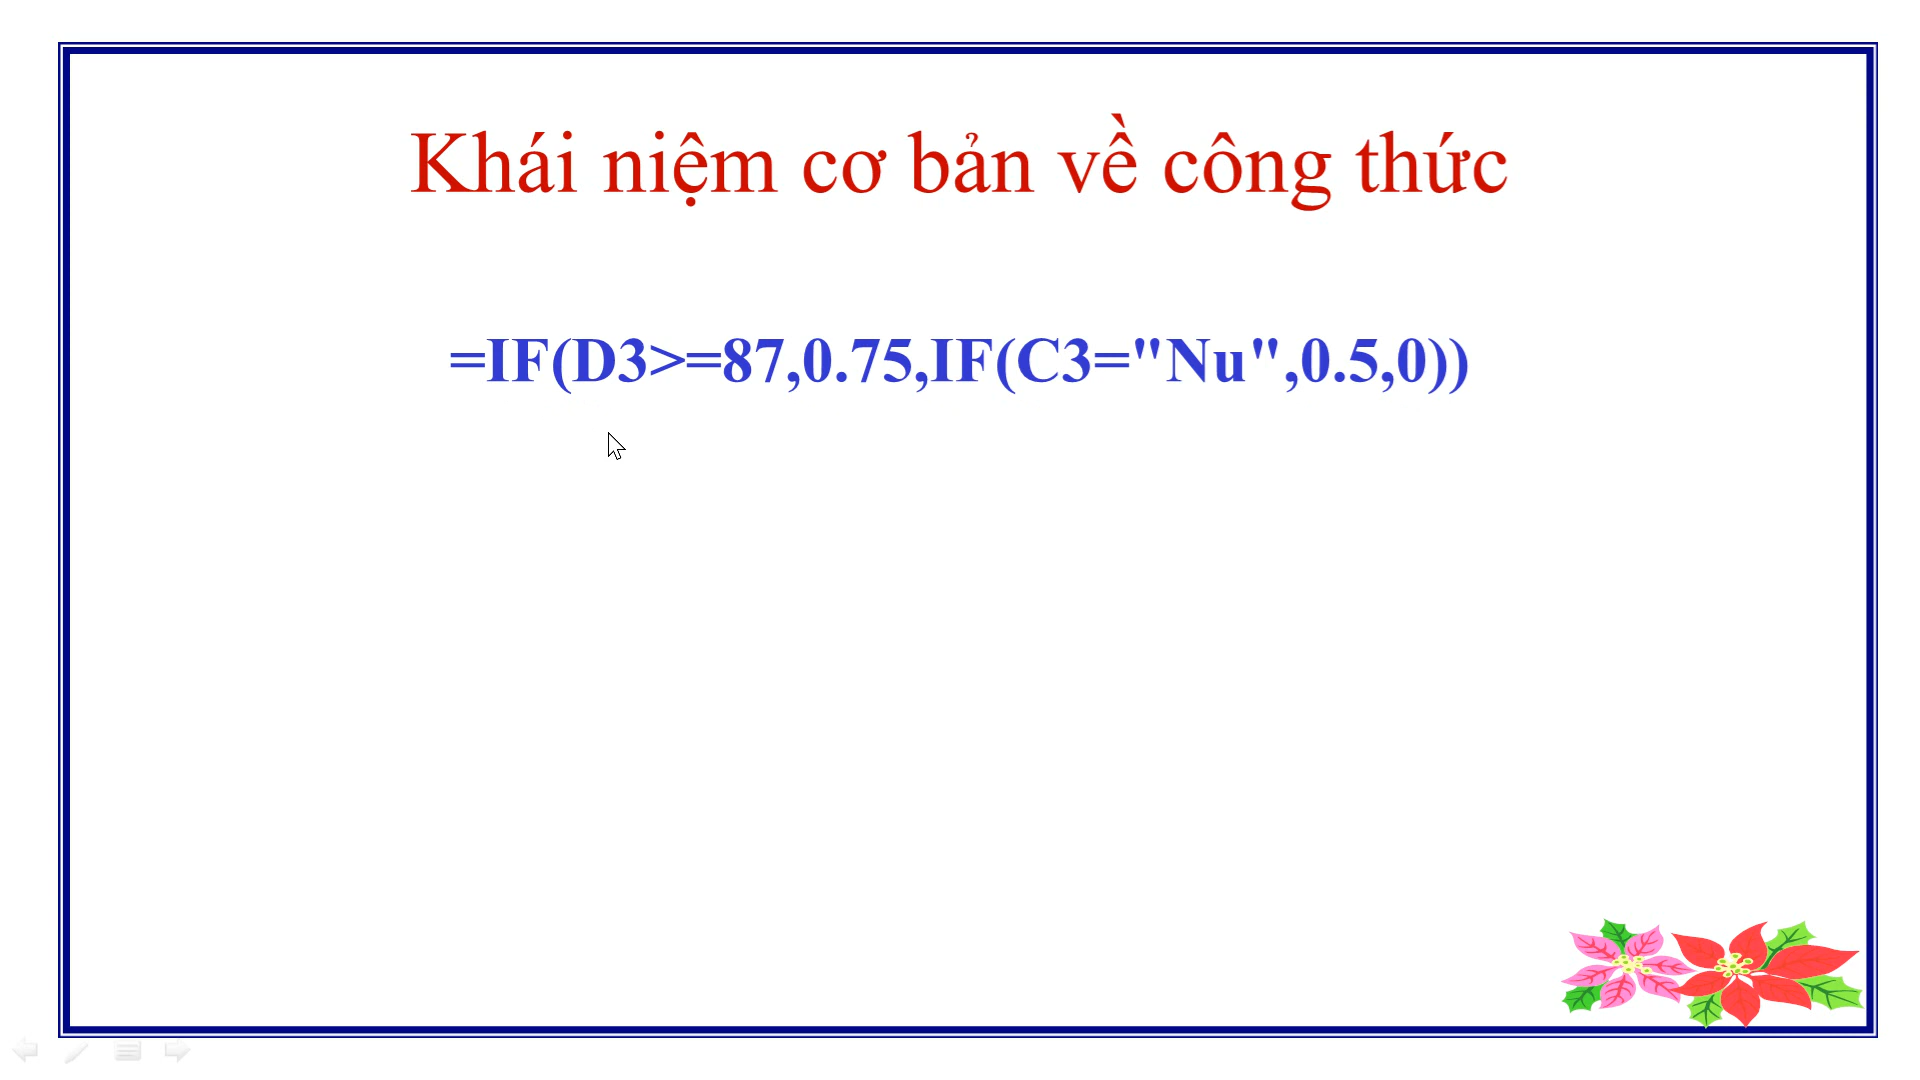 Khái niệm cơ bản về công thức
=IF(D3>=87,0.75,IF(C3="Nu",0.5,0))